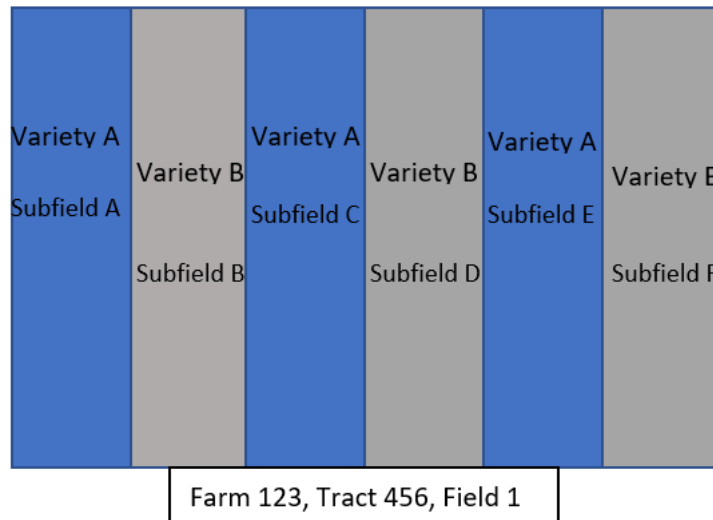 Variety A
Subfield A
Variety B
Subfield B
Variety A
Subfield C
Variety B
Subfield D
Variety A
Subfield E
Variety
Subfield
Farm 123, Tract 456, Field 1